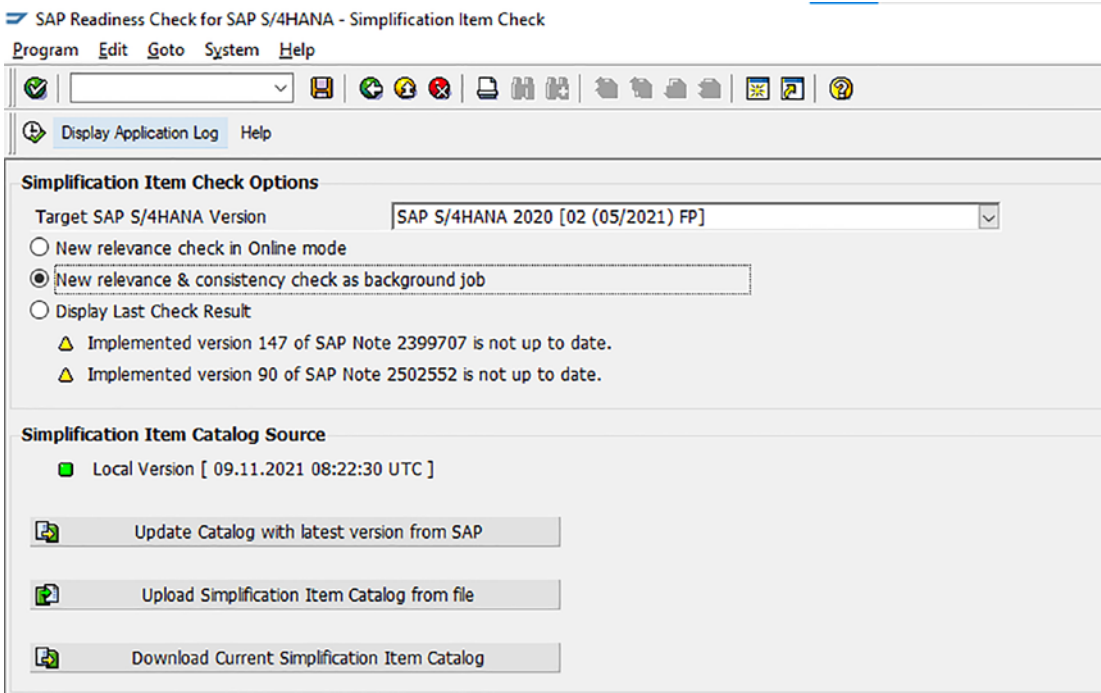 SAP Readiness Check for SAP S/4HANA - Simplification Item Check
Program Edit Goto System Help
Display Application Log Help
Simplification Item Check Options
Target SAP S/4HANA Version SAP S/4HANA 2020 [02 (05/2021) FP]
New relevance check in Online mode
New relevance & consistency check as background job
Display Last Check Result
Implemented version 147 of SAP Note 2399707 is not up to date.
Implemented version 90 of SAP Note 2502552 is not up to date.
Simplification Item Catalog Source
Local Version [ 09.11.2021 08:22:30 UTC ]
Update Catalog with latest version from SAP
Upload Simplification Item Catalog from file
Download Current Simplification Item Catalog